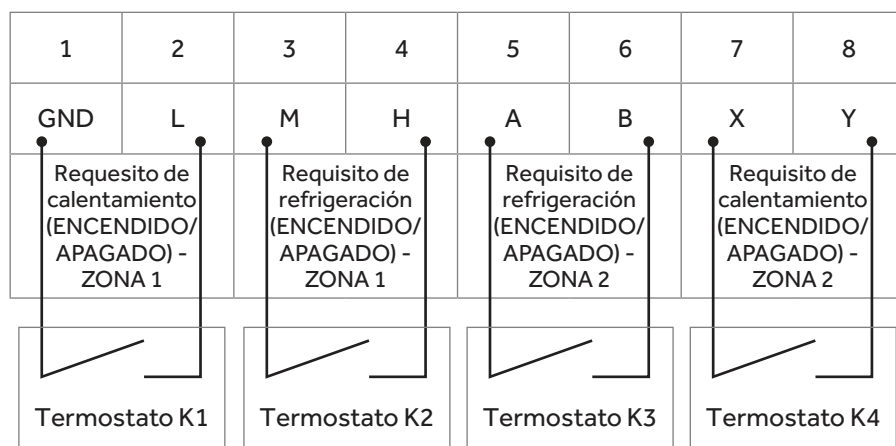 1 2 3 4 5 6 7 8
GND L M H A B X Y
Requesito de
calentamiento
(ENCENDIDO/
APAGADO) -
ZONA 1
Requisito de
refrigeración
(ENCENDIDO/
APAGADO) -
ZONA 1
Requisito de
refrigeración
(ENCENDIDO/
APAGADO) -
ZONA 2
Requisito de
calentamiento
(ENCENDIDO/
APAGADO) -
ZONA 2
Termostato K1 Termostato K2 Termostato K3 Termostato K4